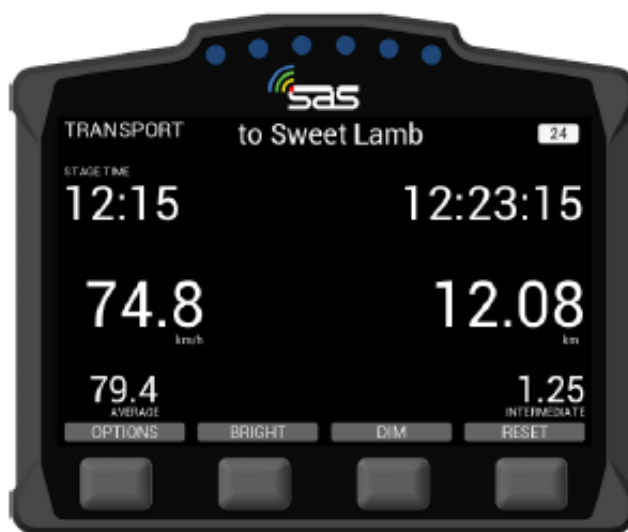 sas
TRANSPORT to Sweet Lamb 24
STAGE TIME
12:15 12:23:15
74.8 12.08
km/h km
79.4 1.25
AVERAGE INTERMEDIATE
OPTIONS BRIGHT DIM RESET